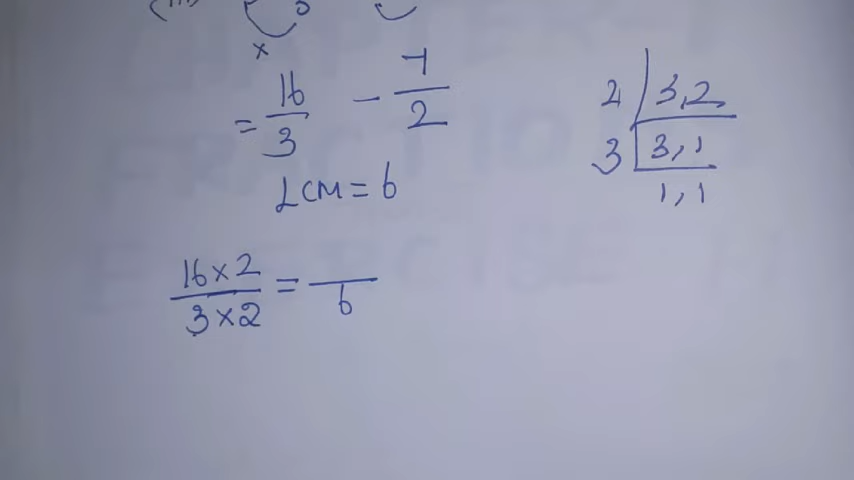 = 16/3 - 7/2
LCM = 6
16×2/3×2 = /6
2 | 3,2
3 | 3,1
1,1